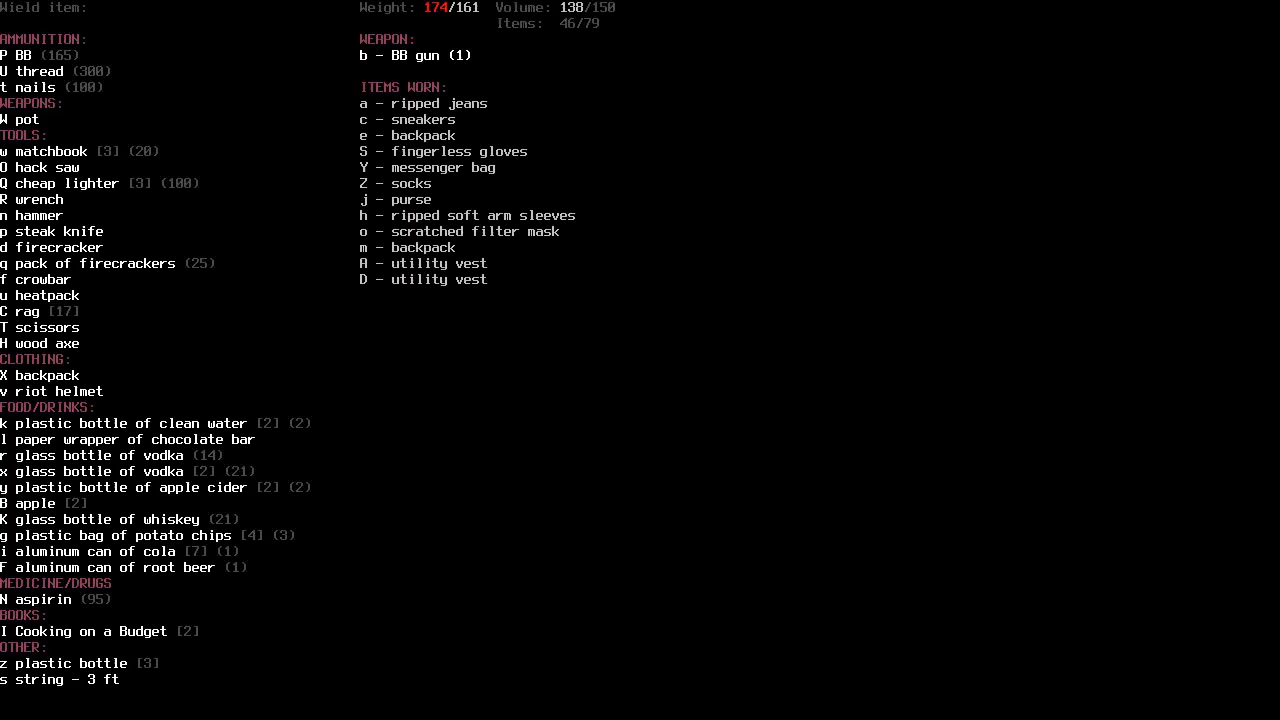 Wield item:
Weight: 174/161  Volume: 138/150
Items:  46/79
AMMUNITION:
P BB (165)
U thread (300)
t nails (100)
WEAPONS:
W pot
TOOLS:
w matchbook [3] (20)
O hack saw
Q cheap lighter [3] (100)
R wrench
n hammer
p steak knife
d firecracker
q pack of firecrackers (25)
f crowbar
u heatpack
C rag [17]
T scissors
H wood axe
CLOTHING:
X backpack
v riot helmet
FOOD/DRINKS:
k plastic bottle of clean water [2] (2)
l paper wrapper of chocolate bar
r glass bottle of vodka (14)
x glass bottle of vodka [2] (21)
y plastic bottle of apple cider [2] (2)
B apple [2]
K glass bottle of whiskey (21)
g plastic bag of potato chips [4] (3)
i aluminum can of cola [7] (1)
F aluminum can of root beer (1)
MEDICINE/DRUGS
N aspirin (95)
BOOKS:
I Cooking on a Budget [2]
OTHER:
z plastic bottle [3]
s string - 3 ft
WEAPON:
b - BB gun (1)
ITEMS WORN:
a - ripped jeans
c - sneakers
e - backpack
S - fingerless gloves
Y - messenger bag
Z - socks
j - purse
h - ripped soft arm sleeves
o - scratched filter mask
m - backpack
A - utility vest
D - utility vest